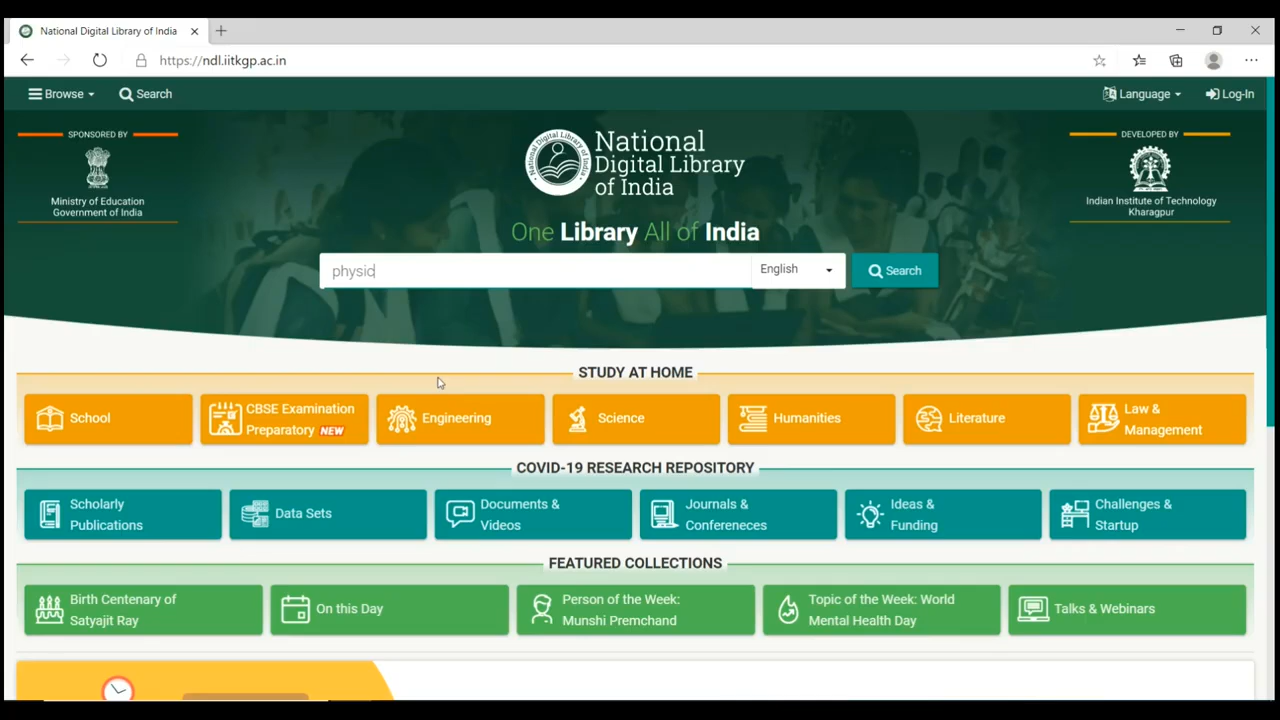 National Digital Library of India
https://ndl.iitkgp.ac.in
Browse
Search
Language
Log-In
SPONSORED BY
Ministry of Education
Government of India
National
Digital Library
of India
DEVELOPED BY
Indian Institute of Technology
Kharagpur
One Library All of India
physid
English
Search
STUDY AT HOME
School
CBSE Examination
Preparatory NEW
Engineering
Science
Humanities
Literature
Law &
Management
COVID-19 RESEARCH REPOSITORY
Scholarly
Publications
Data Sets
Documents &
Videos
Journals &
Confereneces
Ideas &
Funding
Challenges &
Startup
FEATURED COLLECTIONS
Birth Centenary of
Satyajit Ray
On this Day
Person of the Week:
Munshi Premchand
Topic of the Week: World
Mental Health Day
Talks & Webinars